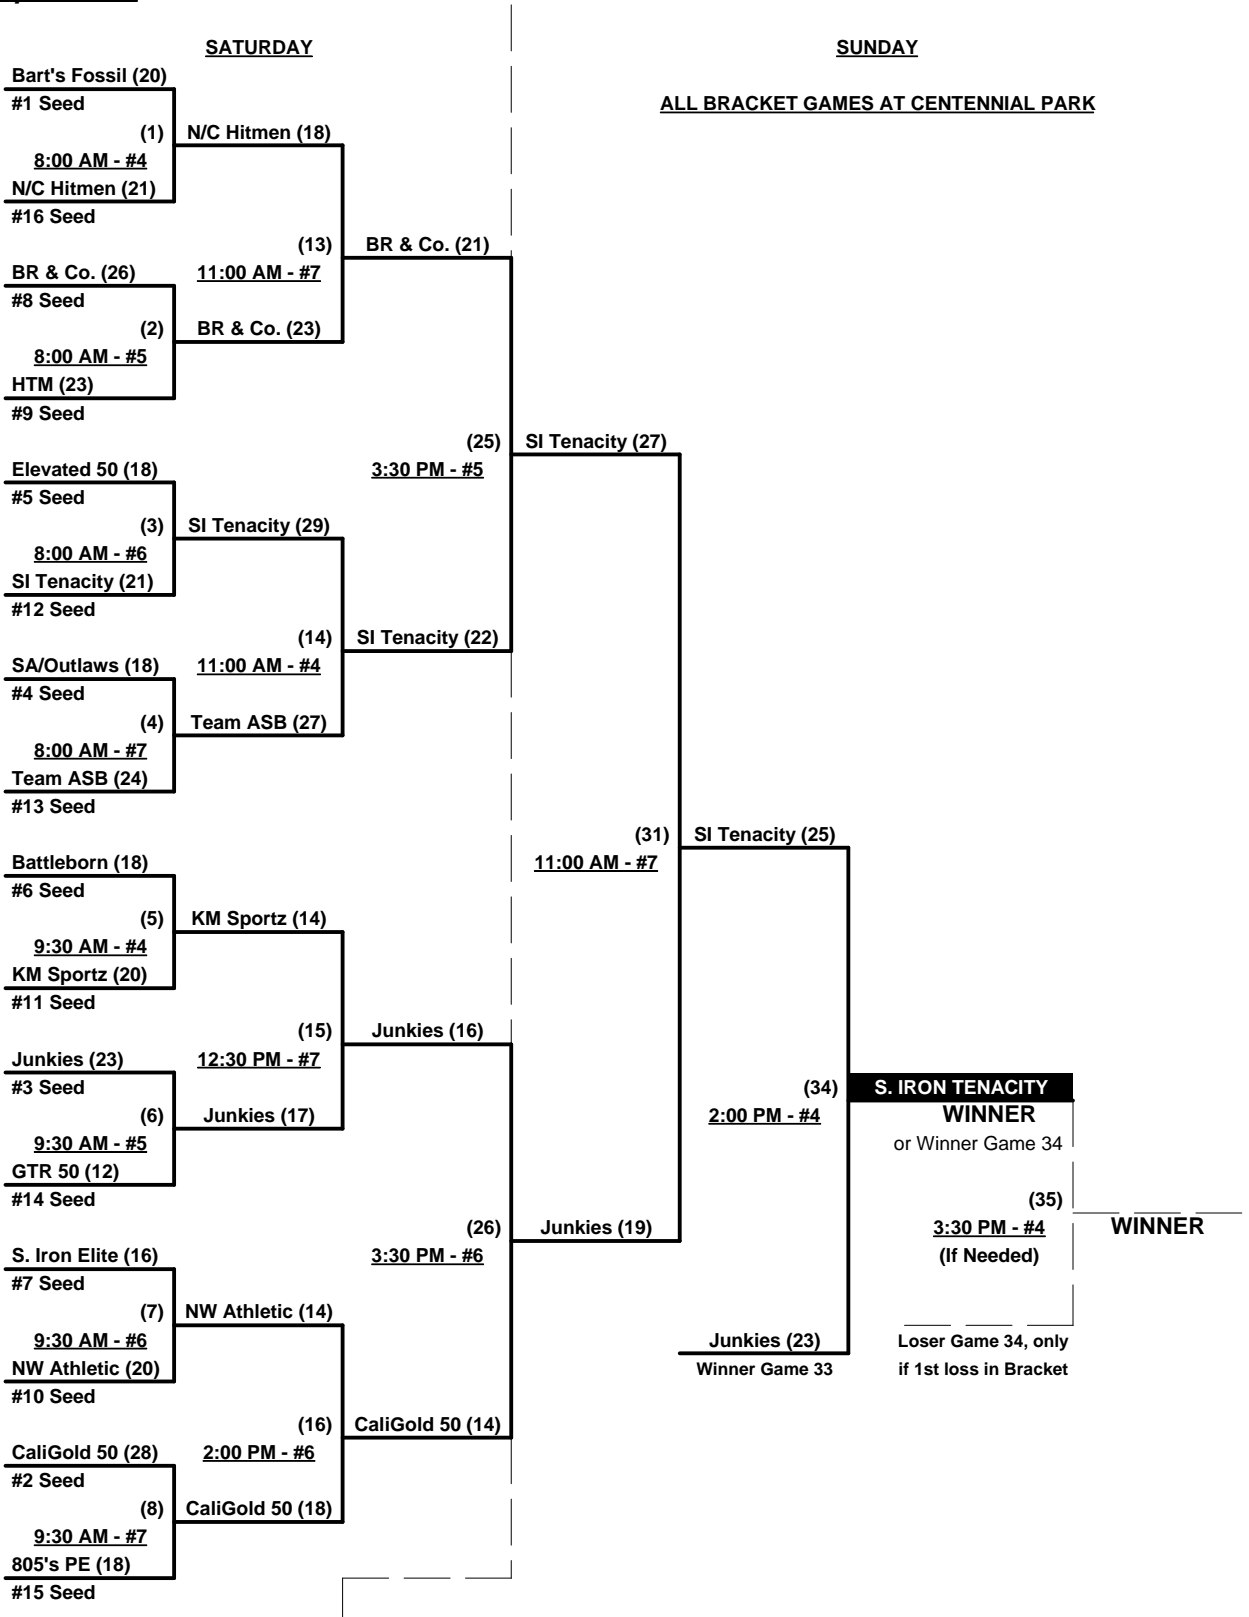 SATURDAY
SUNDAY
ALL BRACKET GAMES AT CENTENNIAL PARK
Bart's Fossil (20)
#1 Seed
(1)
N/C Hitmen (18)
8:00 AM - #4
N/C Hitmen (21)
#16 Seed
(13)
BR & Co. (21)
11:00 AM - #7
BR & Co. (26)
#8 Seed
(2)
BR & Co. (23)
8:00 AM - #5
HTM (23)
#9 Seed
(25)
SI Tenacity (27)
3:30 PM - #5
Elevated 50 (18)
#5 Seed
(3)
SI Tenacity (29)
8:00 AM - #6
SI Tenacity (21)
#12 Seed
(14)
SI Tenacity (22)
11:00 AM - #4
SA/Outlaws (18)
#4 Seed
(4)
Team ASB (27)
8:00 AM - #7
Team ASB (24)
#13 Seed
(31)
SI Tenacity (25)
11:00 AM - #7
Battleborn (18)
#6 Seed
(5)
KM Sportz (14)
9:30 AM - #4
KM Sportz (20)
#11 Seed
(15)
Junkies (16)
12:30 PM - #7
Junkies (23)
#3 Seed
(6)
Junkies (17)
9:30 AM - #5
GTR 50 (12)
#14 Seed
(34)
S. IRON TENACITY
2:00 PM - #4
WINNER
or Winner Game 34
(35)
3:30 PM - #4
(If Needed)
WINNER
(26)
Junkies (19)
3:30 PM - #6
S. Iron Elite (16)
#7 Seed
(7)
NW Athletic (14)
9:30 AM - #6
NW Athletic (20)
#10 Seed
Junkies (23)
Winner Game 33
Loser Game 34, only
if 1st loss in Bracket
(16)
CaliGold 50 (14)
2:00 PM - #6
CaliGold 50 (28)
#2 Seed
(8)
CaliGold 50 (18)
9:30 AM - #7
805's PE (18)
#15 Seed